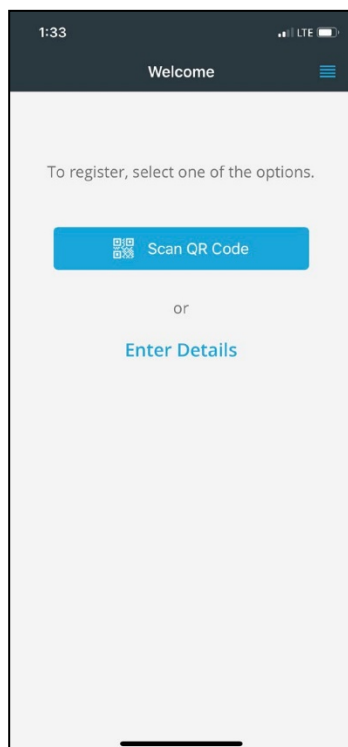 1:33
LTE
Welcome
To register, select one of the options.
Scan QR Code
or
Enter Details